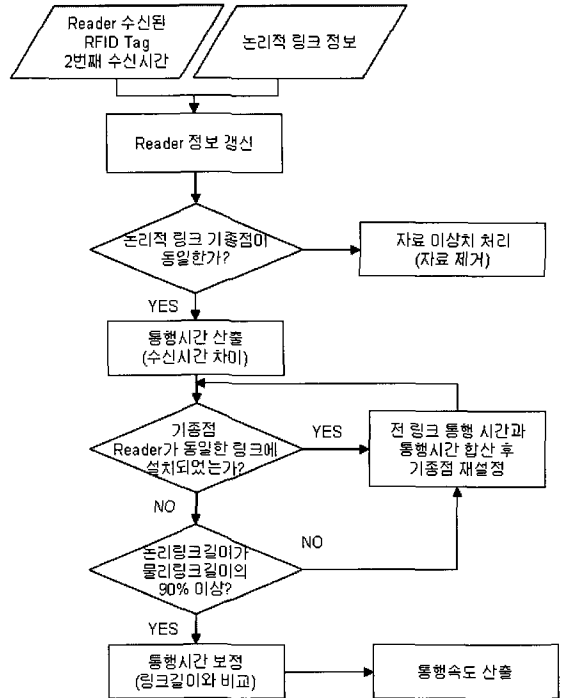 Reader 수신된
RFID Tag
2번째 수신시간
논리적 링크 정보
Reader 정보 갱신
논리적 링크 기종점이
동일한가?
자료 이상치 처리
(자료 제거)
YES
통행시간 산출
(수신시간 차이)
기종점
Reader가 동일한 링크에
설치되었는가?
YES
전 링크 통행 시간과
통행시간 합산 후
기종점 재설정
NO
논리링크길이가
물리링크길이의
90% 이상?
NO
YES
통행시간 보정
(링크길이와 비교)
통행속도 산출